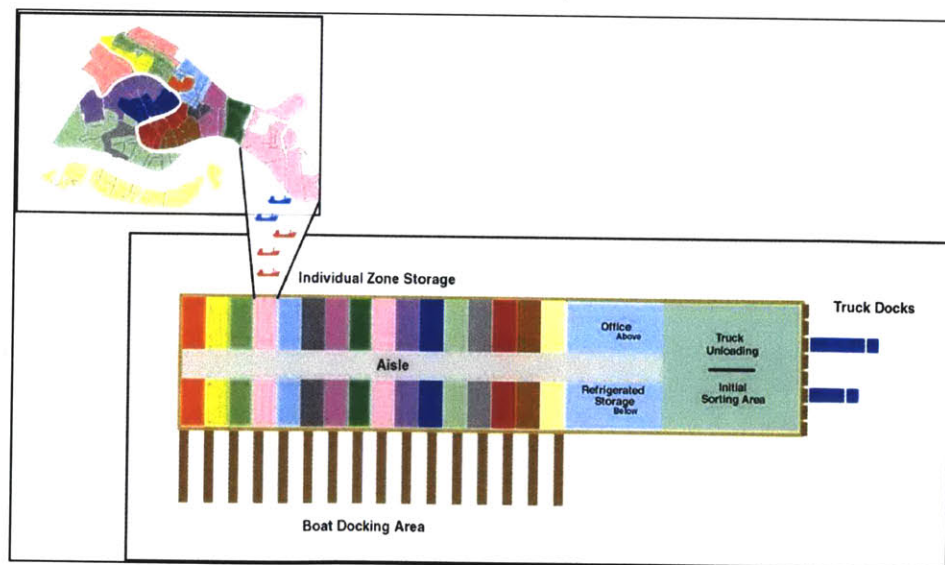 Individual Zone Storage
Truck Docks
Office
Above
Truck
Unloading
Aisle
Refrigerated
Storage
Below
Initial
Sorting Area
Boat Docking Area